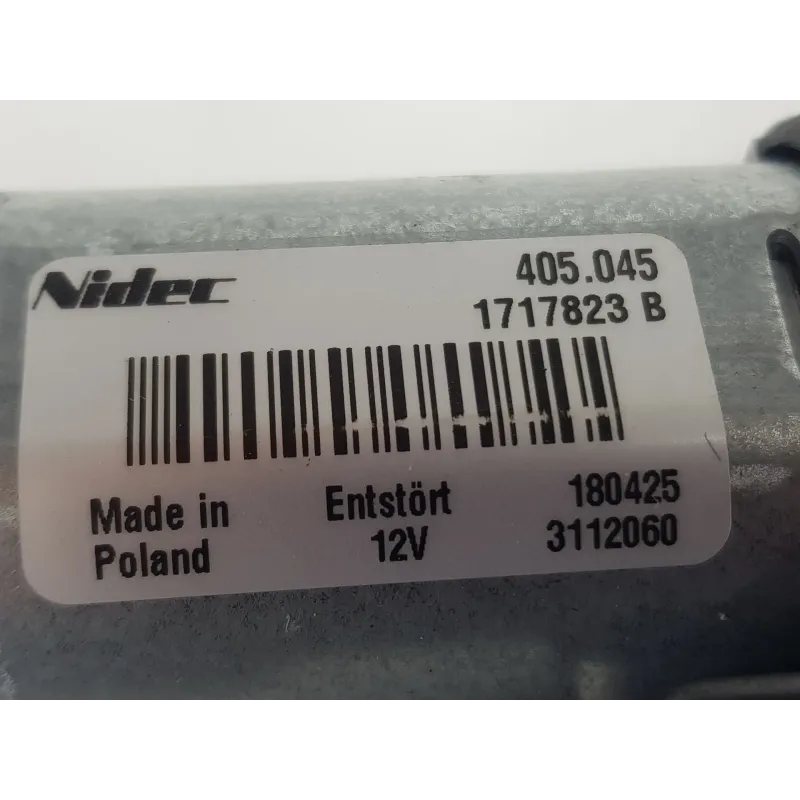 Nidec
405.045
1717823 B
Made in
Poland
Entstört
12V
180425
3112060